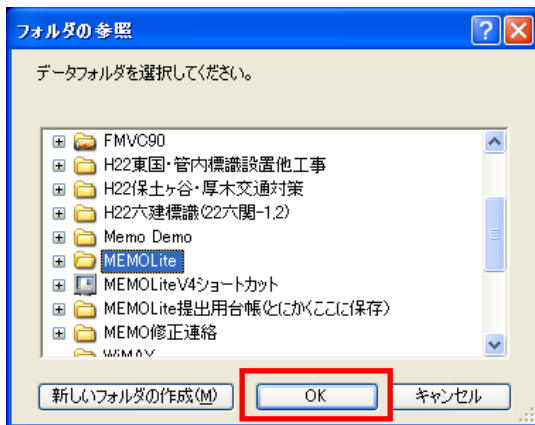 フォルダの参照
データフォルダを選択してください。
FMVC90
H22東国・管内標識設置他工事
H22保土ヶ谷・厚木交通対策
H22六建標識(22六関-1,2)
Memo Demo
MEMOLite
MEMOLiteV4ショートカット
MEMOLite提出用台帳(とにかくここに保存)
MEMO修正連絡
WiMAX
新しいフォルダの作成(M)
OK
キャンセル